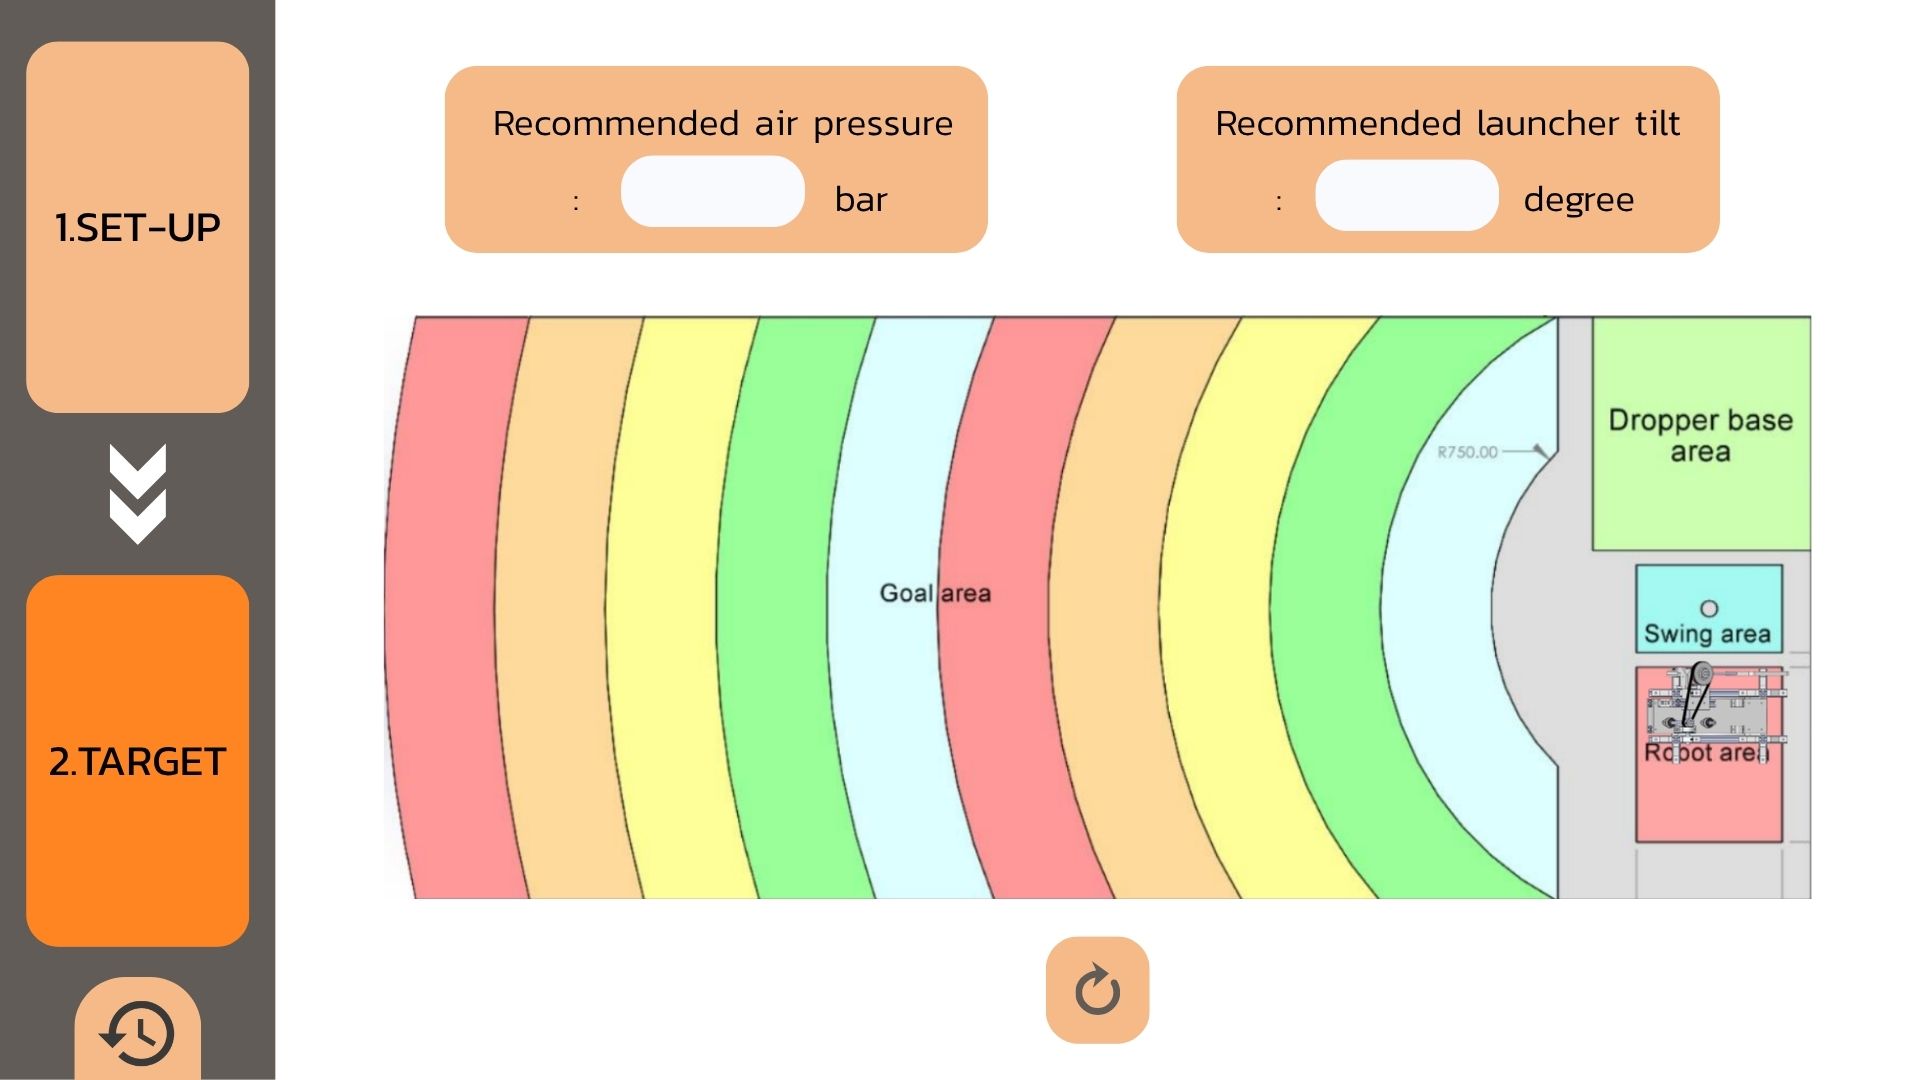 1.SET-UP
2.TARGET
Recommended air pressure
: bar
Recommended launcher tilt
: degree
Dropper base
area
R750.00
Goal area
Swing area
Robot area